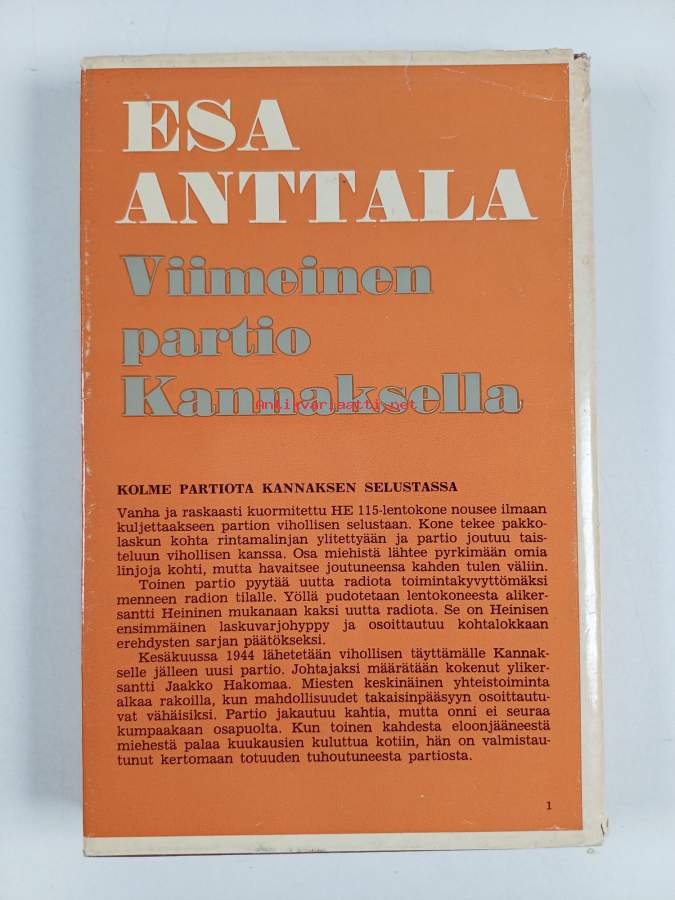 ESA
ANTTALA
Viimeinen
partio
Kannaksella
Antikvariaatti.net
KOLME PARTIOTA KANNAKSEN SELUSTASSA
Vanha ja raskaasti kuormitettu HE 115-lentokone nousee ilmaan
kuljettaakseen partion vihollisen selustaan. Kone tekee pakko-
laskun kohta rintamalinjan ylitettyään ja partio joutuu tais-
teluun vihollisen kanssa. Osa miehistä lähtee pyrkimään omia
linjoja kohti, mutta havaitsee joutuneensa kahden tulen väliin.
Toinen partio pyytää uutta radiota toimintakyvyttömäksi
menneen radion tilalle. Yöllä pudotetaan lentokoneesta aliker-
santti Heininen mukanaan kaksi uutta radiota. Se on Heinisen
ensimmäinen laskuvarjohyppy ja osoittautuu kohtalokkaan
erehdysten sarjan päätökseksi.
Kesäkuussa 1944 lähetetään vihollisen täyttämälle Kannak-
selle jälleen uusi partio. Johtajaksi määrätään kokenut yliker-
santti Jaakko Hakomaa. Miesten keskinäinen yhteistoiminta
alkaa rakoilla, kun mahdollisuudet takaisinpääsyyn osoittautu-
vat vähäisiksi. Partio jakautuu kahtia, mutta onni ei seuraa
kumpaakaan osapuolta. Kun toinen kahdesta eloonjääneestä
miehestä palaa kuukausien kuluttua kotiin, hän on valmistau-
tunut kertomaan totuuden tuhoutuneesta partiosta.
1